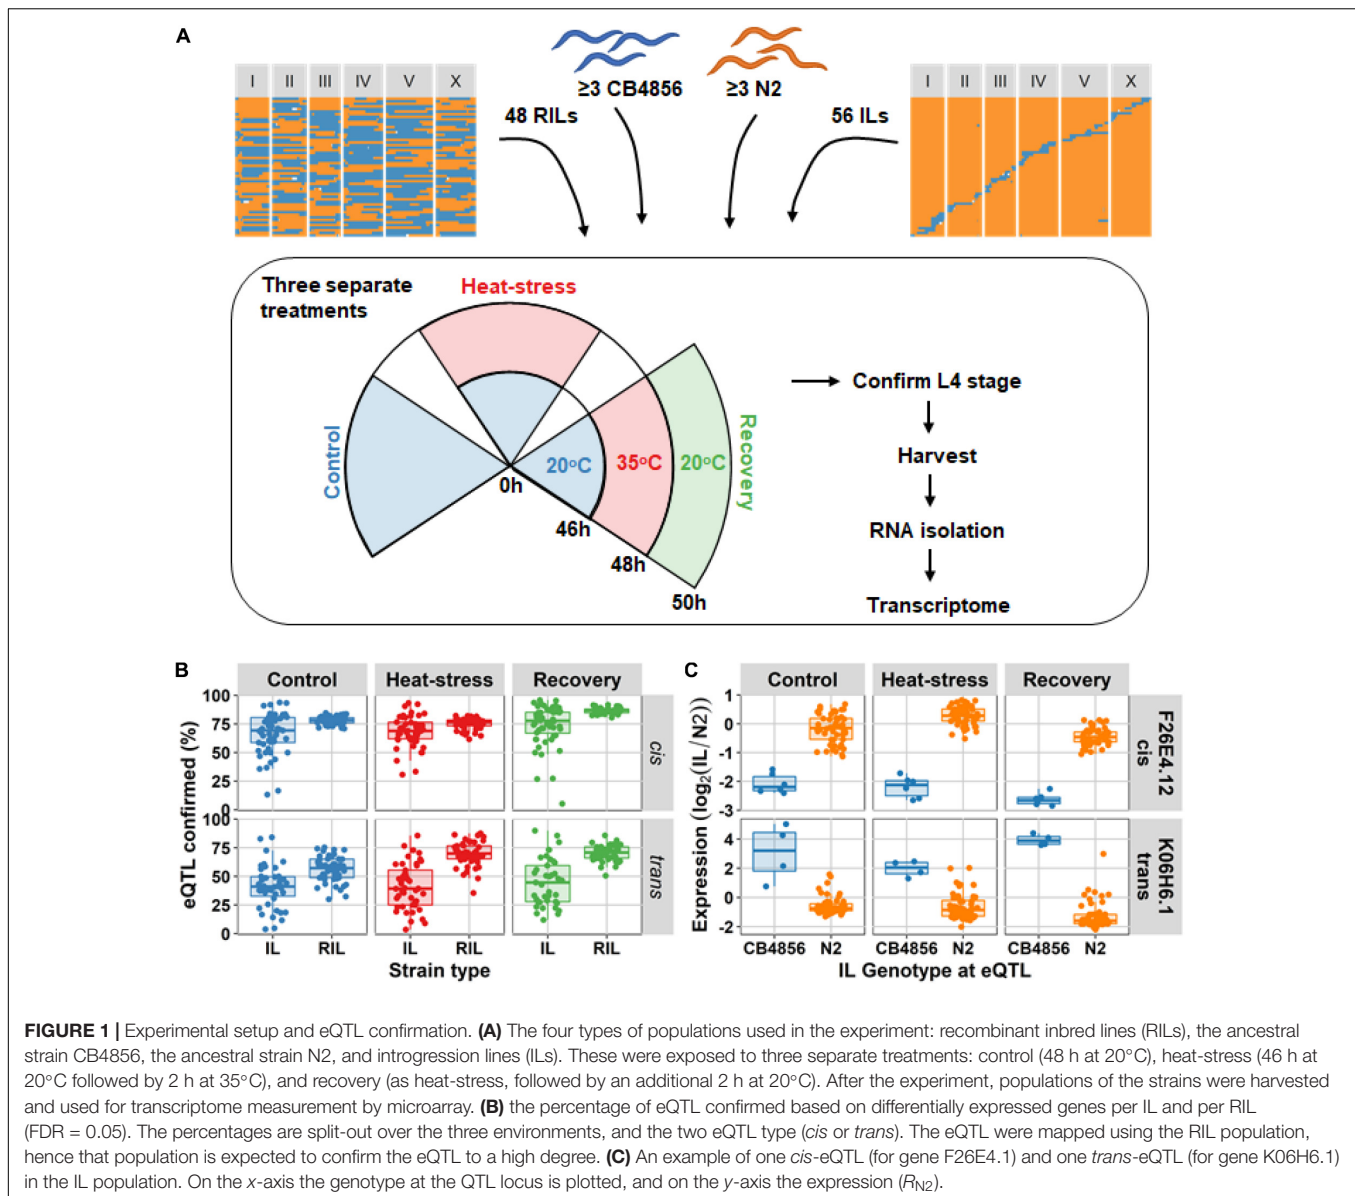 A
I II III IV V X
≥3 CB4856
≥3 N2
I II III IV V X
48 RILs
56 ILs
Three separate
treatments
Heat-stress
Control
Recovery
20°C
35°C
20°C
0h
46h
48h
50h
Confirm L4 stage
Harvest
RNA isolation
Transcriptome
B
Control Heat-stress Recovery
eQTL confirmed (%)
100
75
50
25
0
cis
100
75
50
25
0
trans
IL RIL IL RIL IL RIL
Strain type
C
Control Heat-stress Recovery
Expression (log2(IL/N2))
1
0
-1
-2
-3
F26E4.12
cis
4
2
0
-2
K06H6.1
trans
CB4856 N2 CB4856 N2 CB4856 N2
IL Genotype at eQTL
FIGURE 1 | Experimental setup and eQTL confirmation. (A) The four types of populations used in the experiment: recombinant inbred lines (RILs), the ancestral
strain CB4856, the ancestral strain N2, and introgression lines (ILs). These were exposed to three separate treatments: control (48 h at 20°C), heat-stress (46 h at
20°C followed by 2 h at 35°C), and recovery (as heat-stress, followed by an additional 2 h at 20°C). After the experiment, populations of the strains were harvested
and used for transcriptome measurement by microarray. (B) the percentage of eQTL confirmed based on differentially expressed genes per IL and per RIL
(FDR = 0.05). The percentages are split-out over the three environments, and the two eQTL type (cis or trans). The eQTL were mapped using the RIL population,
hence that population is expected to confirm the eQTL to a high degree. (C) An example of one cis-eQTL (for gene F26E4.1) and one trans-eQTL (for gene K06H6.1)
in the IL population. On the x-axis the genotype at the QTL locus is plotted, and on the y-axis the expression (RN2).